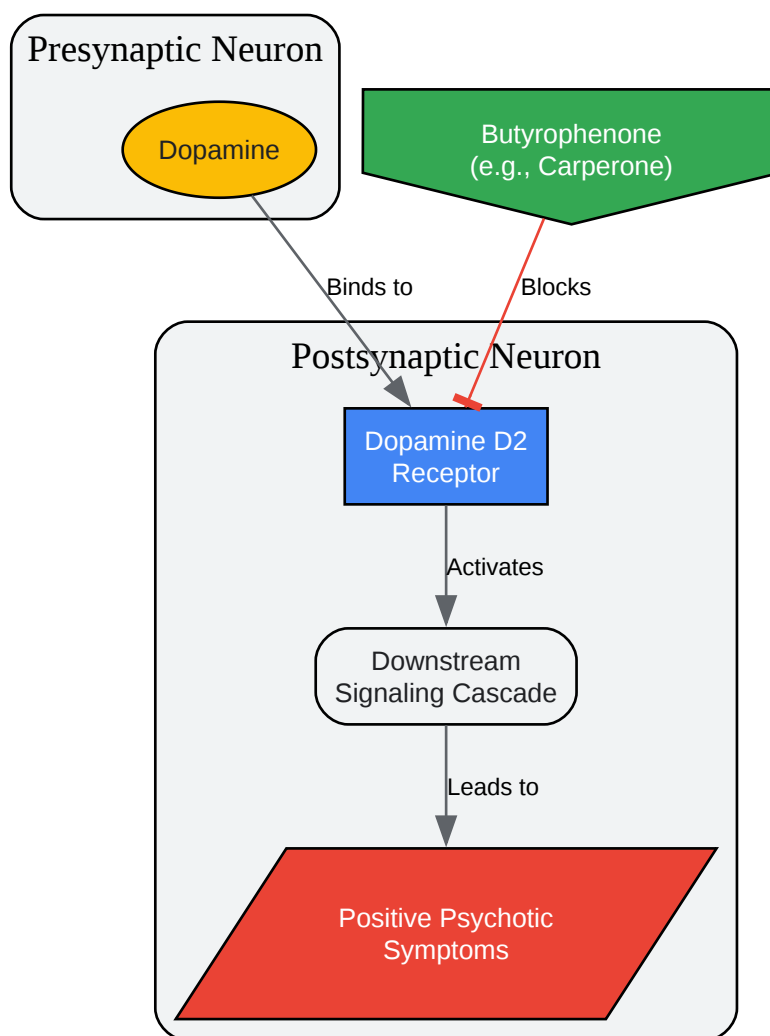 Presynaptic Neuron
Dopamine
Butyrophenone
(e.g., Carperone)
Binds to
Blocks
Postsynaptic Neuron
Dopamine D2
Receptor
Activates
Downstream
Signaling Cascade
Leads to
Positive Psychotic
Symptoms